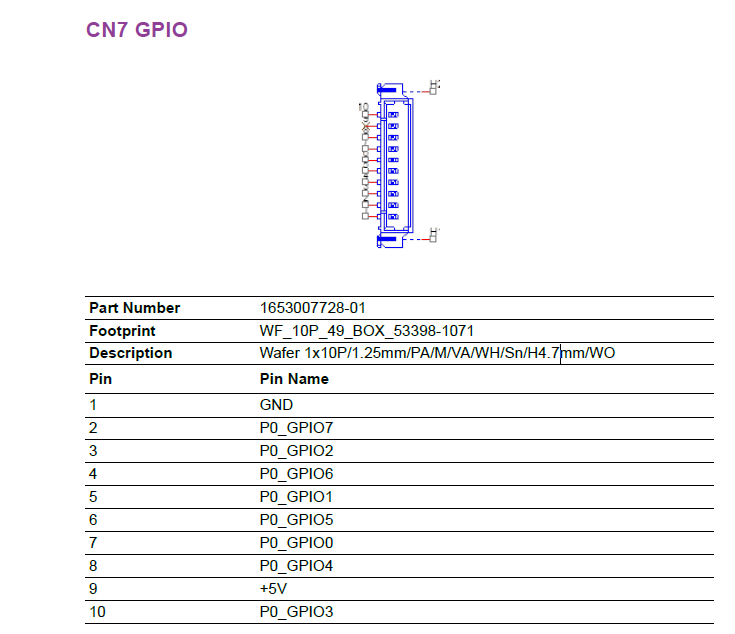 CN7 GPIO
10
Part Number 1653007728-01
Footprint WF_10P_49_BOX_53398-1071
Description Wafer 1x10P/1.25mm/PA/M/VA/WH/Sn/H4.7mm/WO
Pin Pin Name
1 GND
2 P0_GPIO7
3 P0_GPIO2
4 P0_GPIO6
5 P0_GPIO1
6 P0_GPIO5
7 P0_GPIO0
8 P0_GPIO4
9 +5V
10 P0_GPIO3